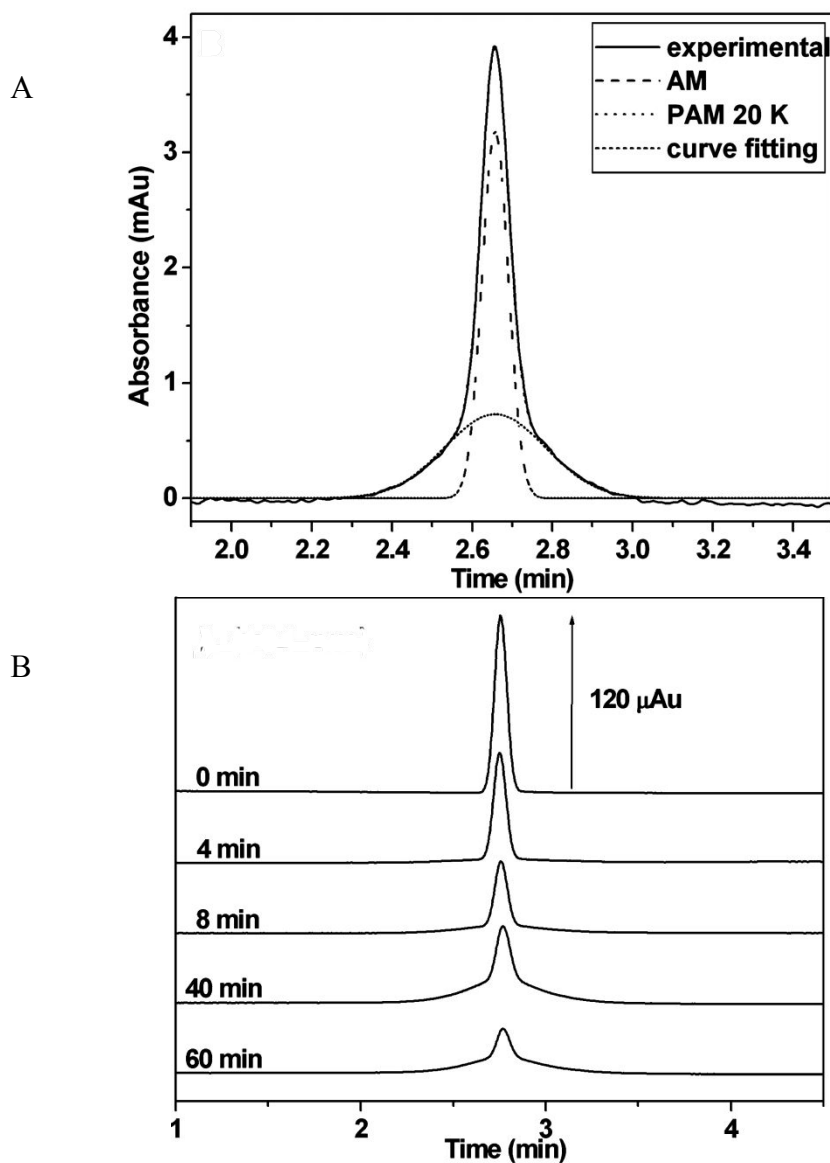 A
4
3
2
1
0
Absorbance (mAu)
experimental
AM
PAM 20 K
curve fitting
2.0 2.2 2.4 2.6 2.8 3.0 3.2 3.4
Time (min)
B
120 µAu
0 min
4 min
8 min
40 min
60 min
1 2 3 4
Time (min)